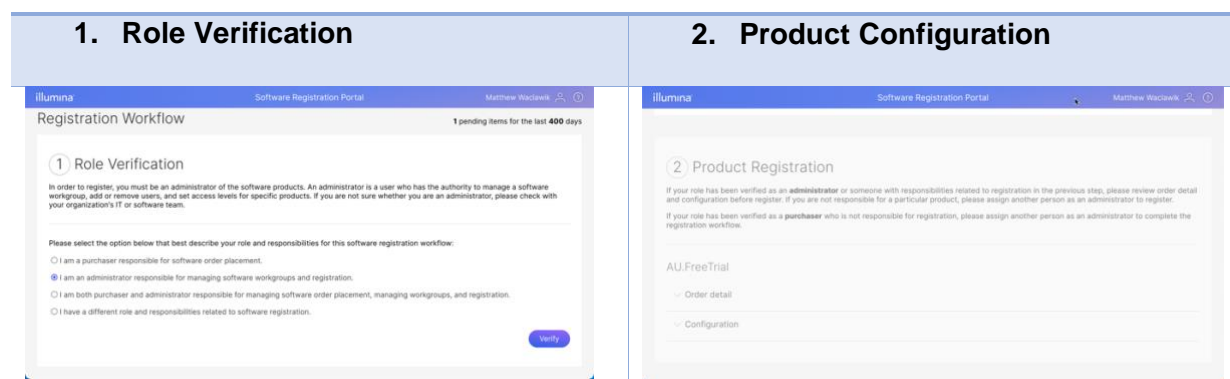 1. Role Verification
2. Product Configuration
illumina
Software Registration Portal
Matthew Waclawik
Registration Workflow
1 pending items for the last 400 days
1 Role Verification
In order to register, you must be an administrator of the software products. An administrator is a user who has the authority to manage a software
workgroup, add or remove users, and set access levels for specific products. If you are not sure whether you are an administrator, please check with
your organization's IT or software team.
Please select the option below that best describe your role and responsibilities for this software registration workflow:
I am a purchaser responsible for software order placement.
I am an administrator responsible for managing software workgroups and registration.
I am both purchaser and administrator responsible for managing software order placement, managing workgroups, and registration.
I have a different role and responsibilities related to software registration.
Verify
illumina
Software Registration Portal
Matthew Waclawik
2 Product Registration
If your role has been verified as an administrator or someone with responsibilities related to registration in the previous step, please review order detail
and configuration before register. If you are not responsible for a particular product, please assign another person as an administrator to register.
If your role has been verified as a purchaser who is not responsible for registration, please assign another person as an administrator to complete the
registration workflow.
AU.FreeTrial
Order detail
Configuration